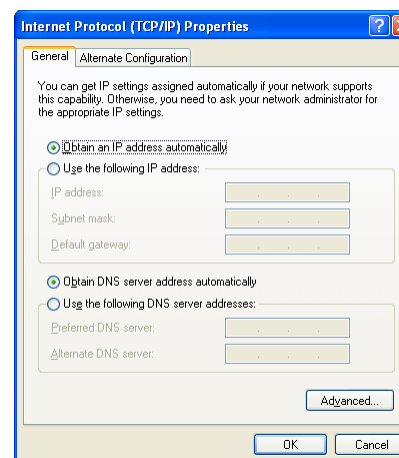 Internet Protocol (TCP/IP) Properties
General
Alternate Configuration
You can get IP settings assigned automatically if your network supports
this capability. Otherwise, you need to ask your network administrator for
the appropriate IP settings.
Obtain an IP address automatically
Use the following IP address:
IP address:
Subnet mask:
Default gateway:
Obtain DNS server address automatically
Use the following DNS server addresses:
Preferred DNS server:
Alternate DNS server:
Advanced...
OK
Cancel